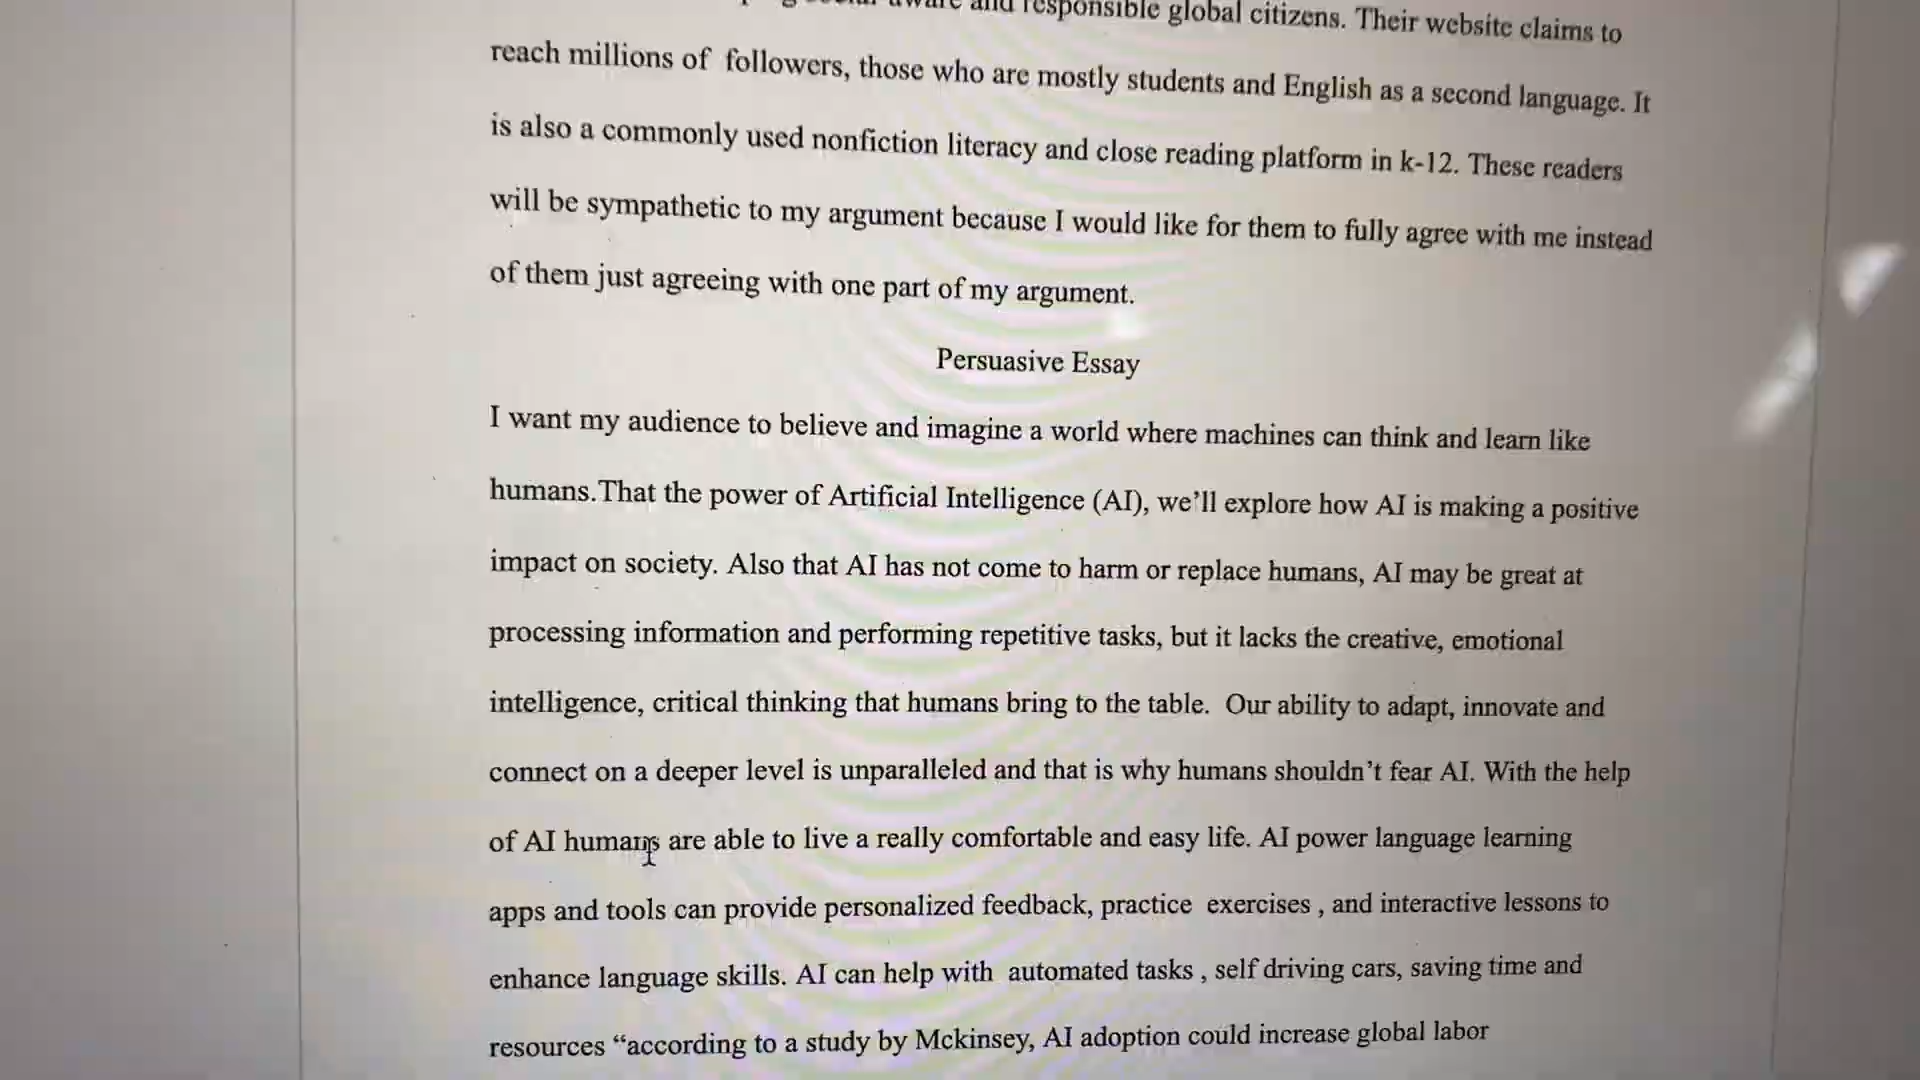 and responsible global citizens. Their website claims to
reach millions of followers, those who are mostly students and English as a second language. It
is also a commonly used nonfiction literacy and close reading platform in k-12. These readers
will be sympathetic to my argument because I would like for them to fully agree with me instead
of them just agreeing with one part of my argument.
Persuasive Essay
I want my audience to believe and imagine a world where machines can think and learn like
humans.That the power of Artificial Intelligence (AI), we’ll explore how AI is making a positive
impact on society. Also that AI has not come to harm or replace humans, AI may be great at
processing information and performing repetitive tasks, but it lacks the creative, emotional
intelligence, critical thinking that humans bring to the table. Our ability to adapt, innovate and
connect on a deeper level is unparalleled and that is why humans shouldn’t fear AI. With the help
of AI humans are able to live a really comfortable and easy life. AI power language learning
apps and tools can provide personalized feedback, practice exercises , and interactive lessons to
enhance language skills. AI can help with automated tasks , self driving cars, saving time and
resources “according to a study by Mckinsey, AI adoption could increase global labor